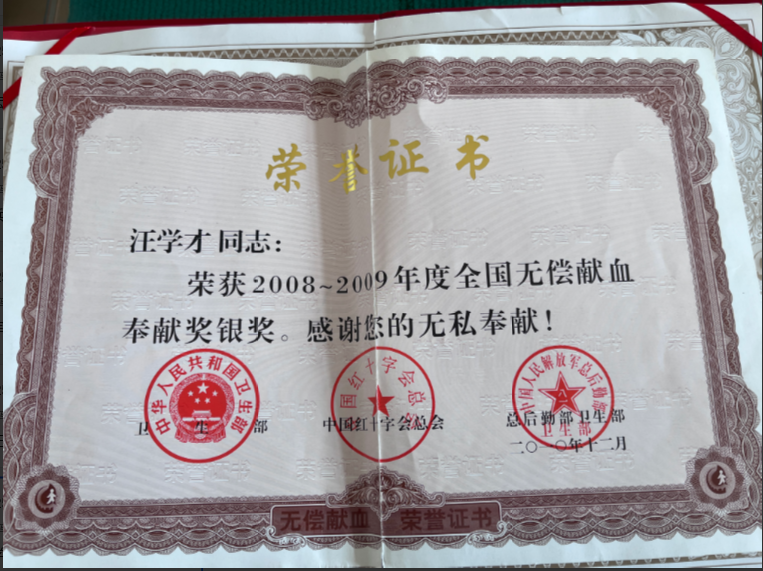 荣誉证书
汪学才 同志：
荣获2008~2009年度全国无偿献血
奉献奖银奖。感谢您的无私奉献！
中华人民共和国卫生部
中国红十字会总会
中国人民解放军总后勤部
卫生部
卫 生 部
中国红十字会总会
总后勤部卫生部
二〇一〇年十二月
无偿献血 荣誉证书